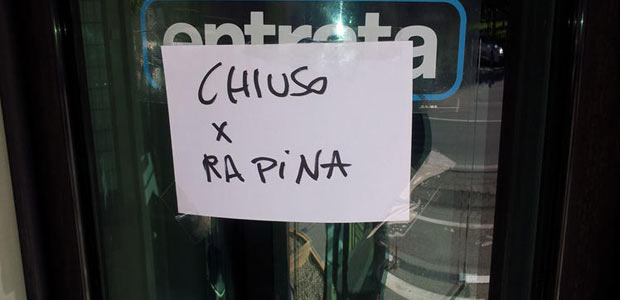 entrata
CHIUSO
x
RAPiNA